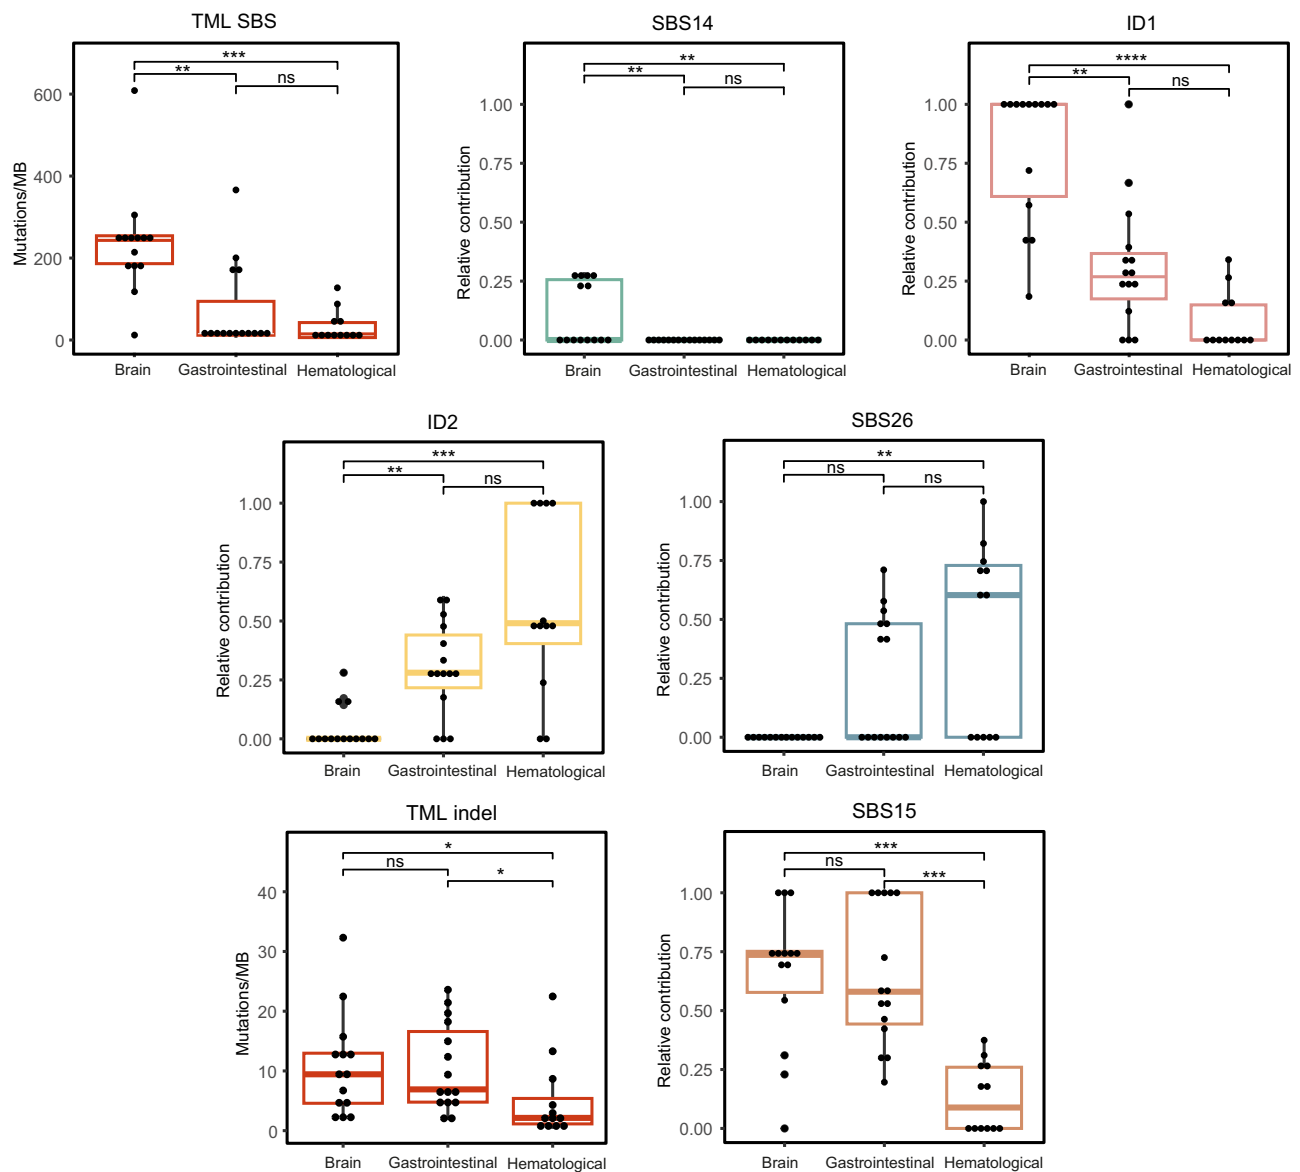 TML SBS
***
**
ns
600
400
200
0
Mutations/MB
Brain
Gastrointestinal
Hematological
SBS14
**
**
ns
1.00
0.75
0.50
0.25
0.00
Relative contribution
Brain
Gastrointestinal
Hematological
ID1
****
**
ns
1.00
0.75
0.50
0.25
0.00
Relative contribution
Brain
Gastrointestinal
Hematological
ID2
***
**
ns
1.00
0.75
0.50
0.25
0.00
Relative contribution
Brain
Gastrointestinal
Hematological
SBS26
**
ns
ns
1.00
0.75
0.50
0.25
0.00
Relative contribution
Brain
Gastrointestinal
Hematological
TML indel
*
ns
*
40
30
20
10
0
Mutations/MB
Brain
Gastrointestinal
Hematological
SBS15
***
ns
***
1.00
0.75
0.50
0.25
0.00
Relative contribution
Brain
Gastrointestinal
Hematological